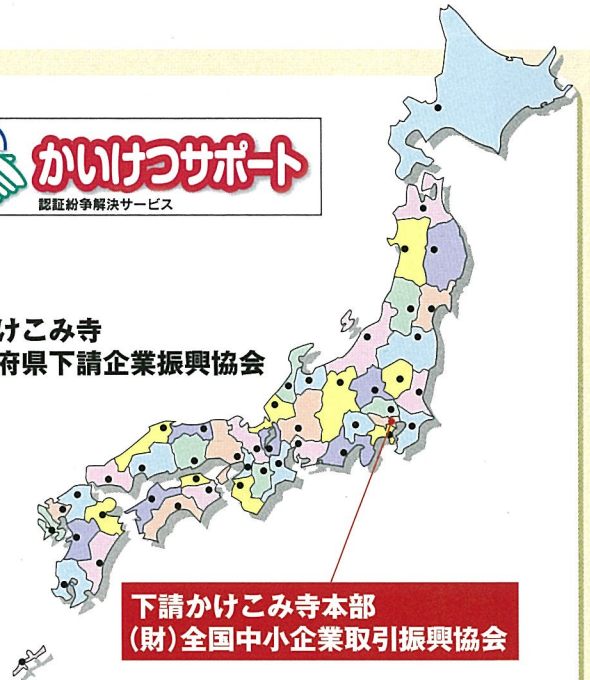 かいけつサポート
認証紛争解決サービス
けこみ寺
府県下請企業振興協会
下請かけこみ寺本部
(財)全国中小企業取引振興協会